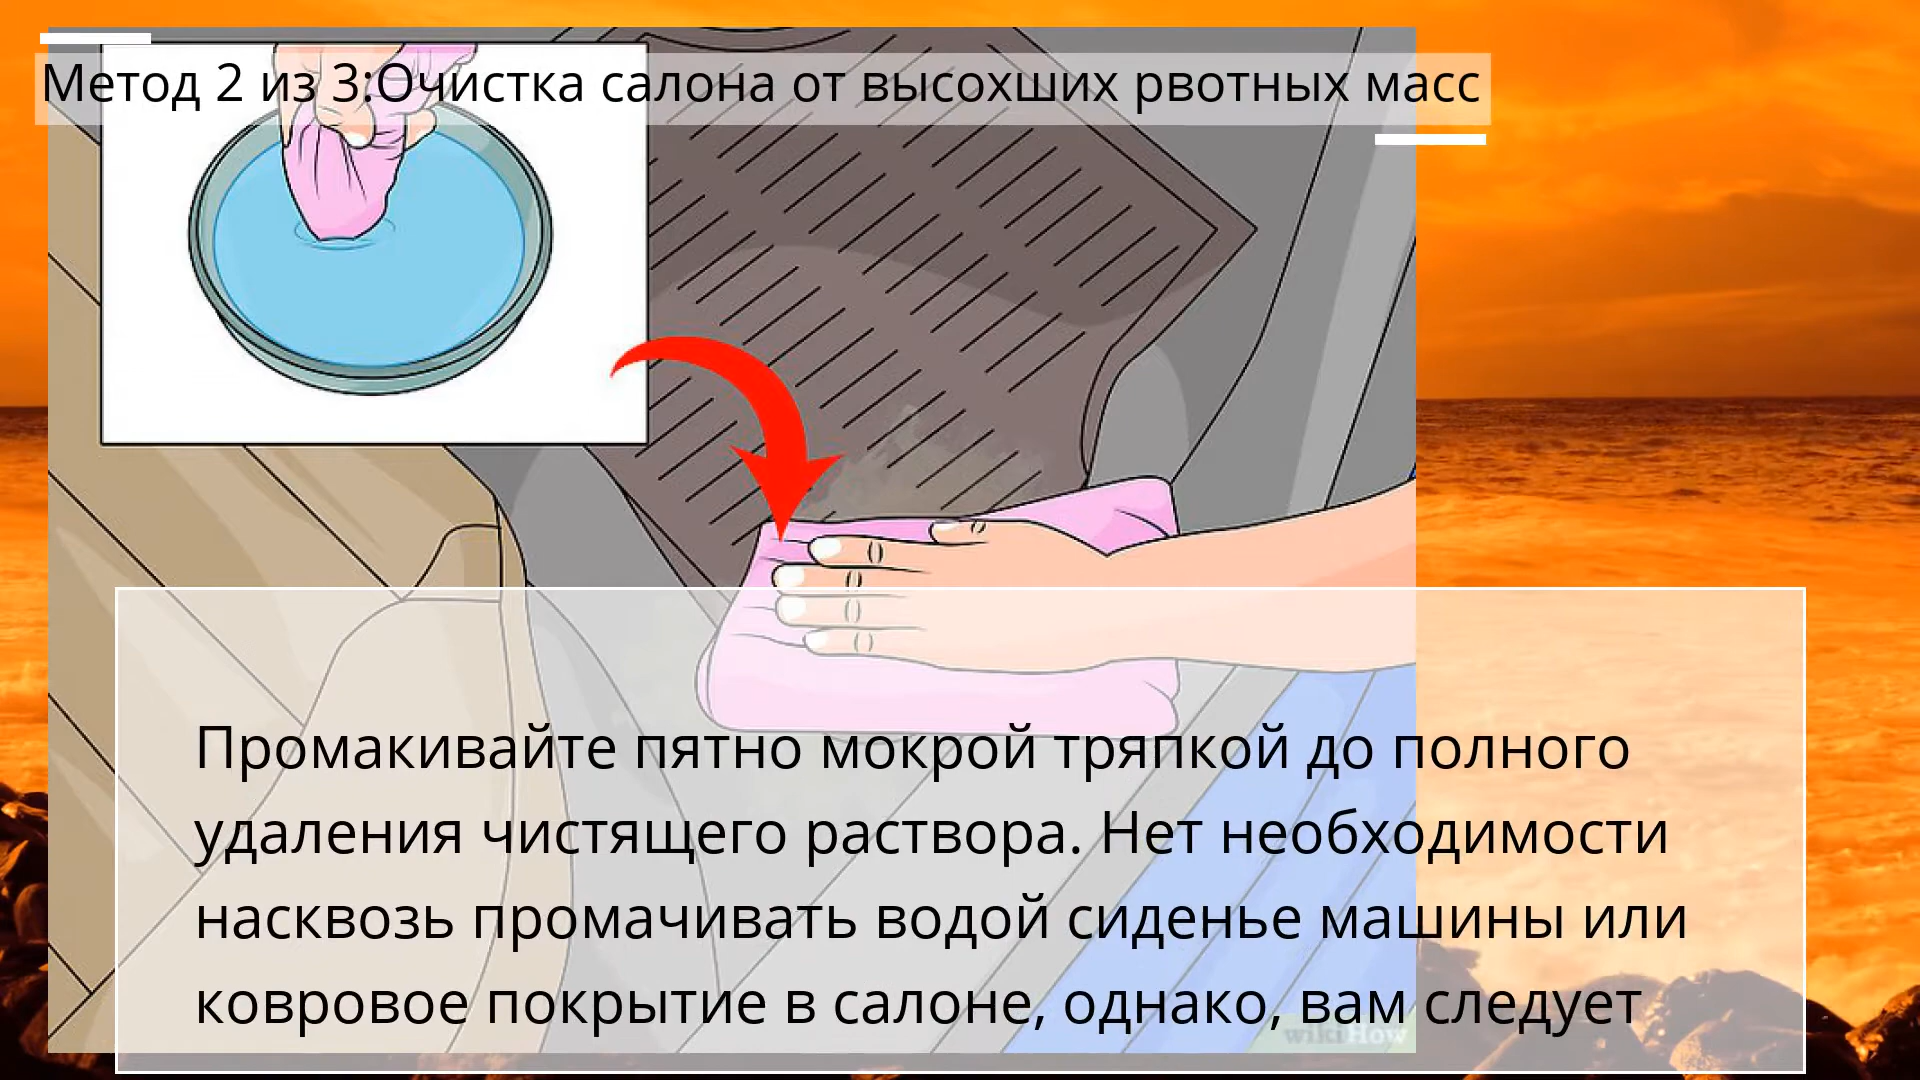 Метод 2 из 3:Очистка салона от высохших рвотных масс
Промакивайте пятно мокрой тряпкой до полного
удаления чистящего раствора. Нет необходимости
насквозь промачивать водой сиденье машины или
ковровое покрытие в салоне, однако, вам следует
wikiHow